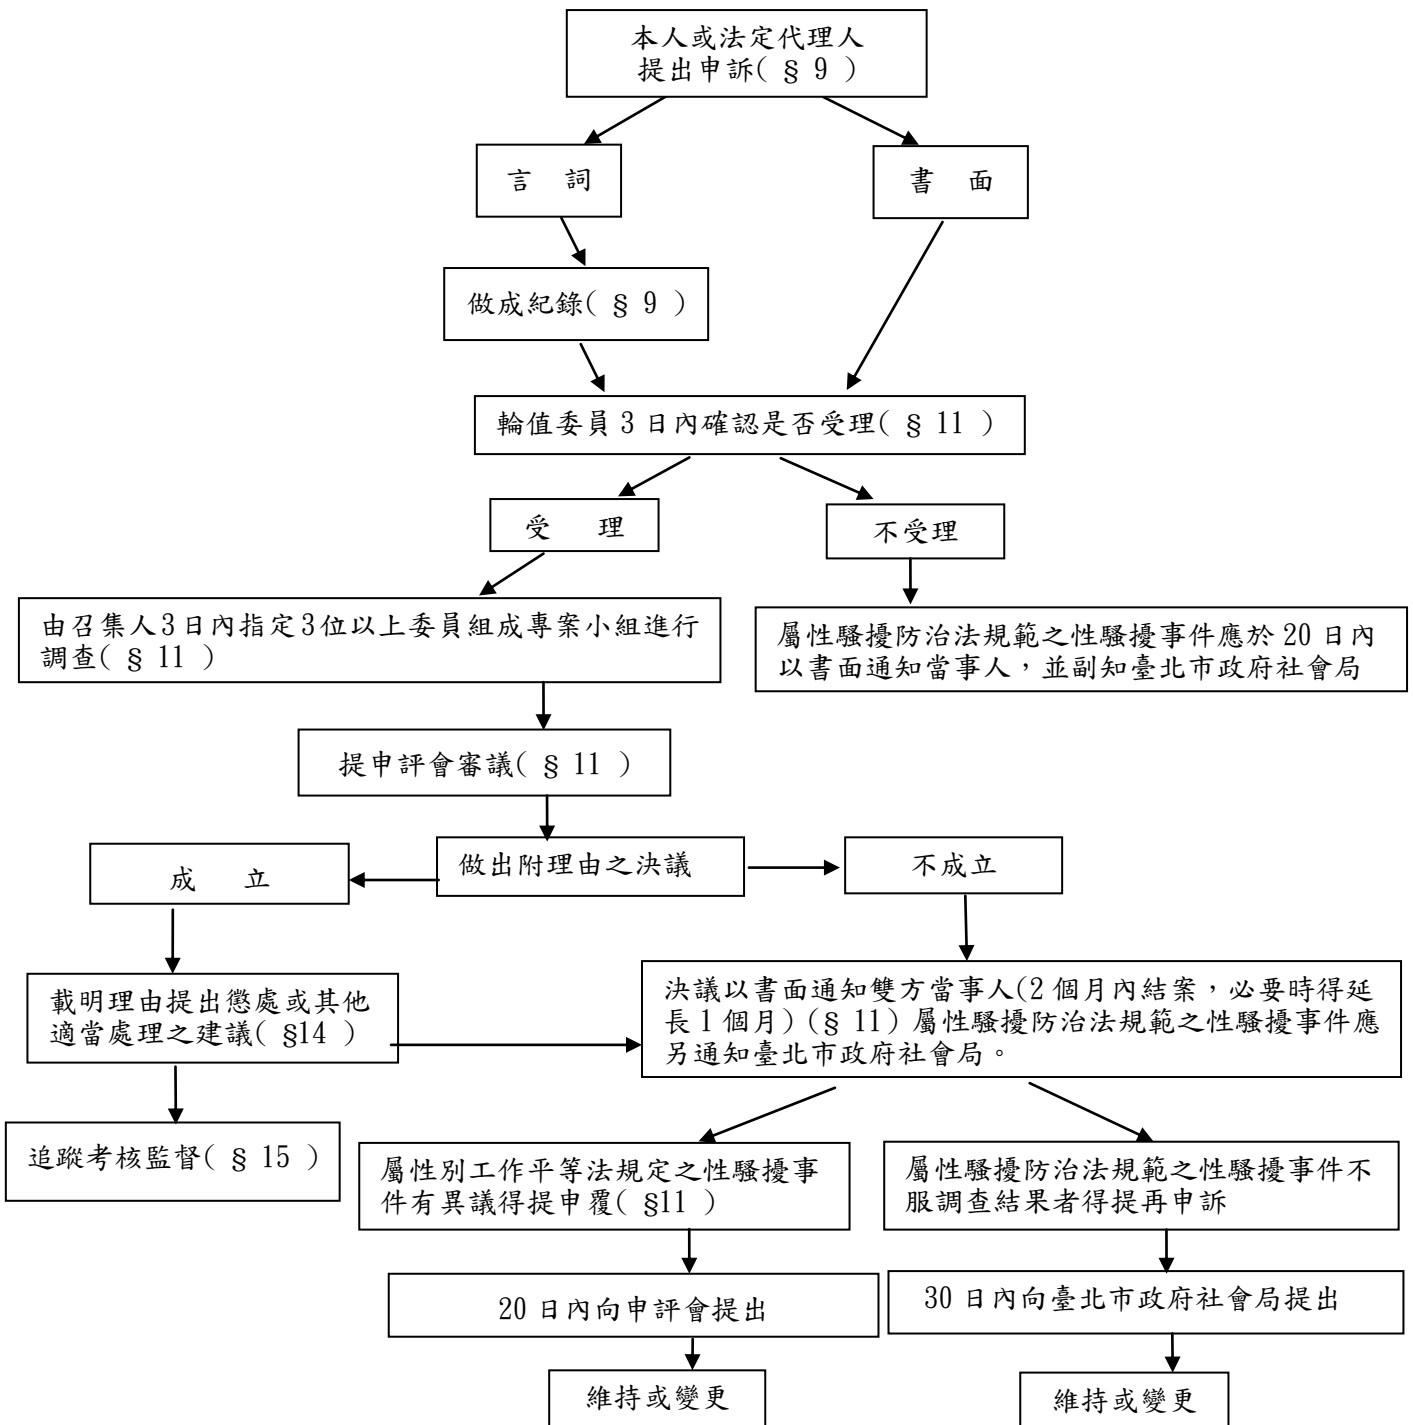 本人或法定代理人
提出申訴( § 9 )
言 詞
書 面
做成紀錄( § 9 )
輪值委員 3 日內確認是否受理( § 11 )
受 理
不受理
由召集人3日內指定3位以上委員組成專案小組進行
調查( § 11 )
屬性騷擾防治法規範之性騷擾事件應於 20 日內
以書面通知當事人，並副知臺北市政府社會局
提申評會審議( § 11 )
成 立
做出附理由之決議
不成立
載明理由提出懲處或其他
適當處理之建議( §14 )
決議以書面通知雙方當事人(2 個月內結案，必要時得延
長 1 個月) (§ 11) 屬性騷擾防治法規範之性騷擾事件應
另通知臺北市政府社會局。
追蹤考核監督( § 15 )
屬性別工作平等法規定之性騷擾事
件有異議得提申覆( §11 )
屬性騷擾防治法規範之性騷擾事件不
服調查結果者得提再申訴
20 日內向申評會提出
30 日內向臺北市政府社會局提出
維持或變更
維持或變更